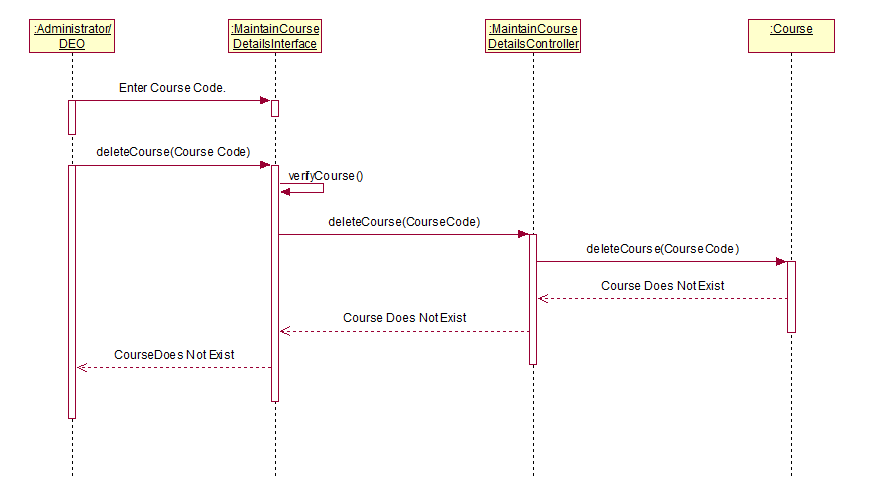 :Administrator/
DEO
:MaintainCourse
DetailsInterface
:MaintainCourse
DetailsController
:Course
Enter Course Code.
deleteCourse(Course Code)
verifyCourse()
deleteCourse(CourseCode)
deleteCourse(CourseCode)
Course Does Not Exist
Course Does Not Exist
CourseDoes Not Exist